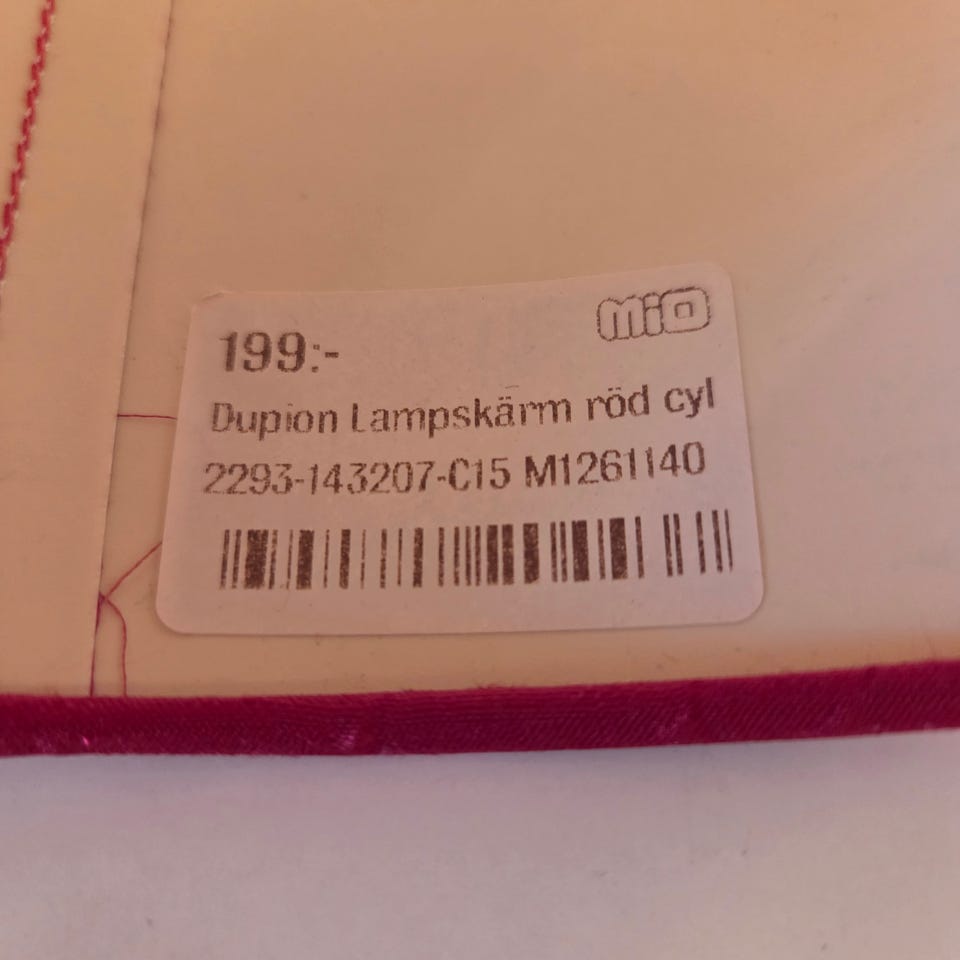 MiO
199:-
Dupion Lampskärm röd cyl
2293-143207-C15 M1261140